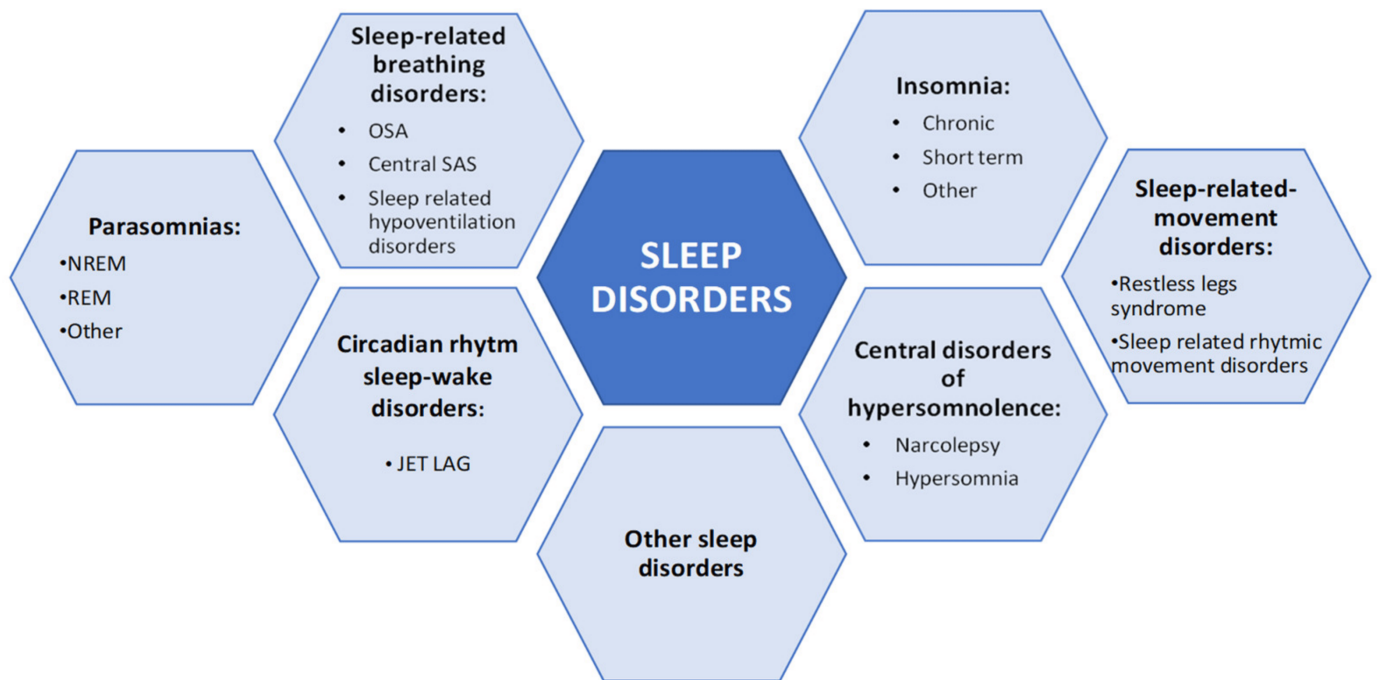 Sleep-related
breathing
disorders:
• OSA
• Central SAS
• Sleep related
hypoventilation
disorders
Insomnia:
• Chronic
• Short term
• Other
Parasomnias:
•NREM
•REM
•Other
SLEEP
DISORDERS
Sleep-related-
movement
disorders:
•Restless legs
syndrome
•Sleep related rhytmic
movement disorders
Circadian rhytm
sleep-wake
disorders:
• JET LAG
Central disorders
of
hypersomnolence:
• Narcolepsy
• Hypersomnia
Other sleep
disorders